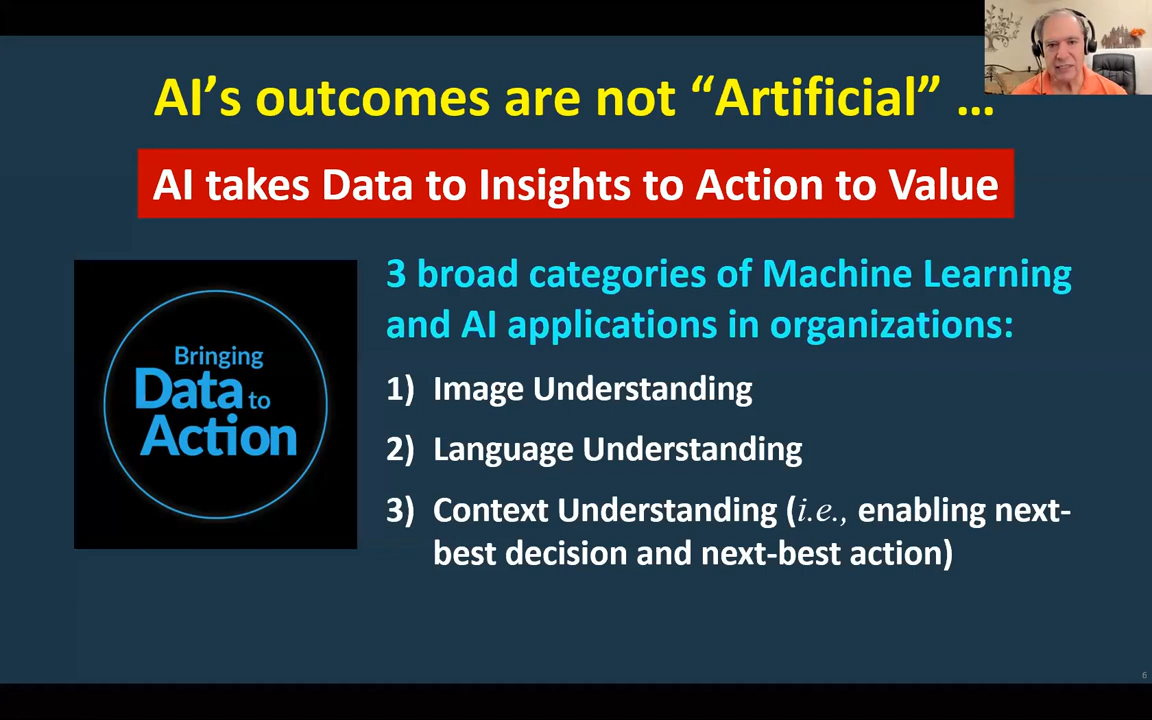 AI’s outcomes are not “Artificial” …
AI takes Data to Insights to Action to Value
Bringing
Data to
Action
3 broad categories of Machine Learning
and AI applications in organizations:
1) Image Understanding
2) Language Understanding
3) Context Understanding (i.e., enabling next-
best decision and next-best action)
6